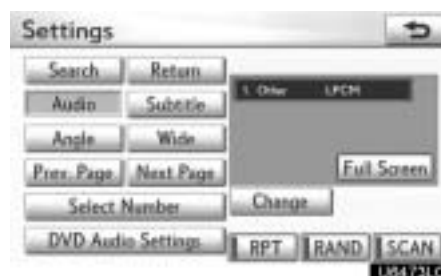 Settings
Search Return
Audio Subtitle
1. Other LPCM
Angle Wide
Prev. Page Next Page
Full Screen
Select Number
Change
DVD Audio Settings
RPT RAND SCAN